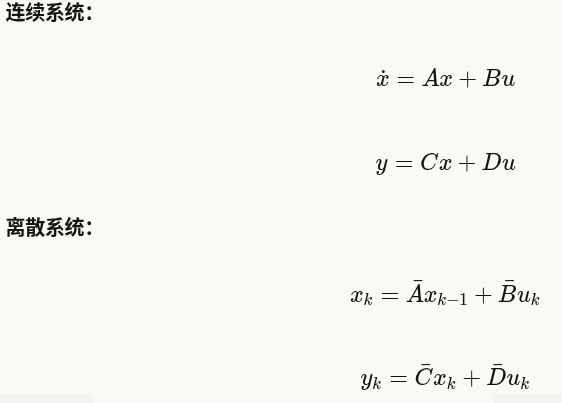 连续系统：
ẋ = Ax + Bu
y = Cx + Du
离散系统：
x_k = Āx_{k−1} + B̄u_k
y_k = C̄x_k + D̄u_k